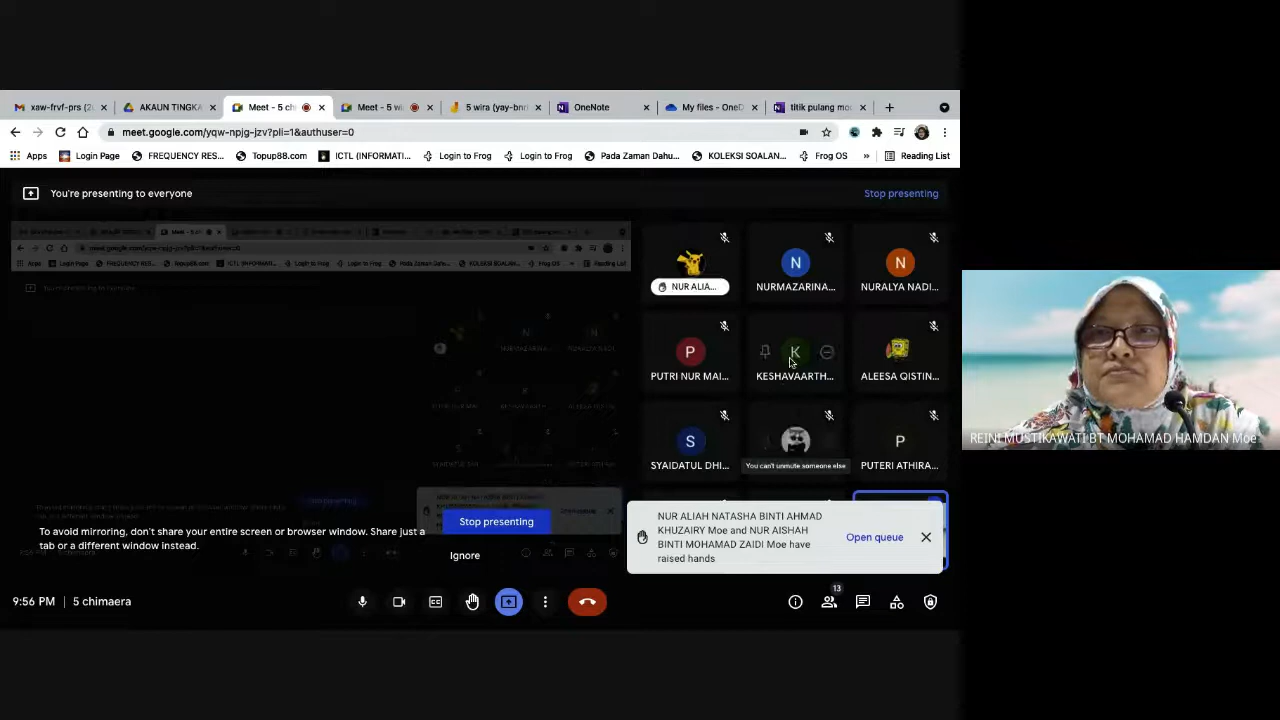 xaw-frvf-prs (2
AKAUN TINGKA
Meet - 5 ch
Meet - 5 w
5 wira (yay-bnr
OneNote
My files - OneD
titik pulang mo
meet.google.com/yqw-npjg-jzv?pli=1&authuser=0
Apps
Login Page
FREQUENCY RES...
Topup88.com
ICTL (INFORMATI...
Login to Frog
Login to Frog
Pada Zaman Dahu...
KOLEKSI SOALAN...
Frog OS
»
Reading List
You're presenting to everyone
Stop presenting
NUR ALIA...
NURMAZARINA...
NURALYA NADI...
PUTRI NUR MAI...
KESHAVAARTH...
ALEESA QISTIN...
SYAIDATUL DHI...
You can't unmute someone else
PUTERI ATHIRA...
N
N
P
K
S
P
REINI MUSTIKAWATI BT MOHAMAD HAMDAN Moe
NUR ALIAH NATASHA BINTI AHMAD
KHUZAIRY Moe and NUR AISHAH
BINTI MOHAMAD ZAIDI Moe have
raised hands
Open queue
To avoid mirroring, don't share your entire screen or browser window. Share just a
tab or a different window instead.
Stop presenting
Ignore
9:56 PM | 5 chimaera
13